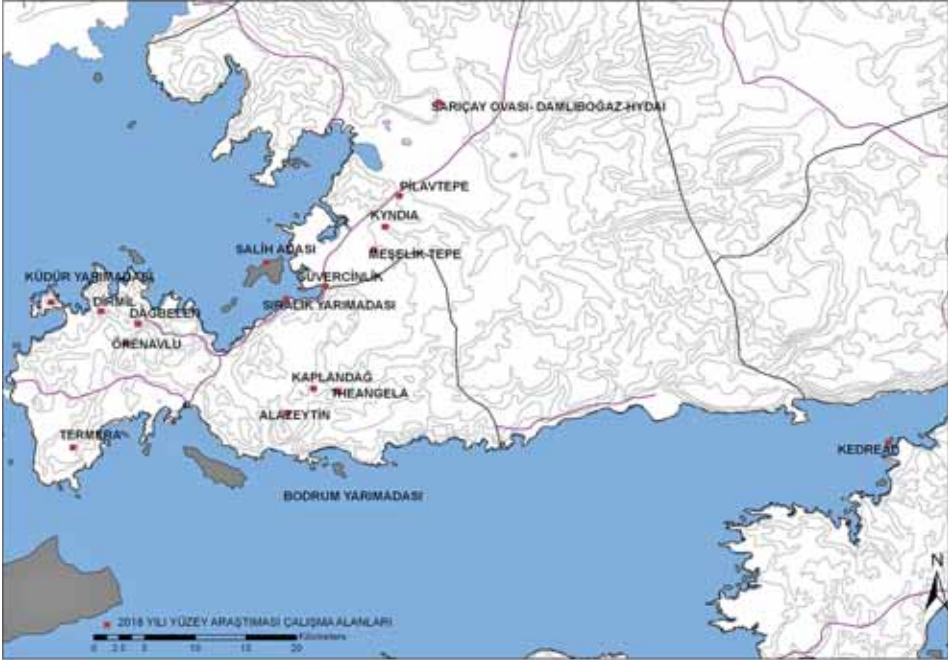 SARIÇAY OVASI- DAMLIBOĞAZ-HYDAI
PİLAVTEPE
KYNDIA
SALİH ADASI
MEŞELİK TEPE
KÜDÜR YARIMADASI
GÜVERCİNLİK
DİRMİL
SIRALIK YARIMADASI
DAĞBELEN
ÖRENAVLU
KAPLANDAĞ
THEANGELA
ALAZEYTİN
TERMERA
KEDREAI
BODRUM YARIMADASI
N
2018 YILI YÜZEY ARAŞTIRMASI ÇALIŞMA ALANLARI
Kilometers
0 2.5 5 10 15 20